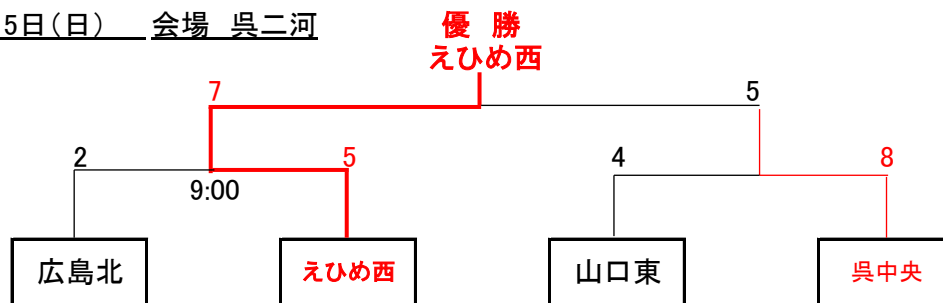 5日(日) 会場 呉二河
優 勝
えひめ西
7 5
2 5 4 8
9:00
広島北 えひめ西 山口東 呉中央